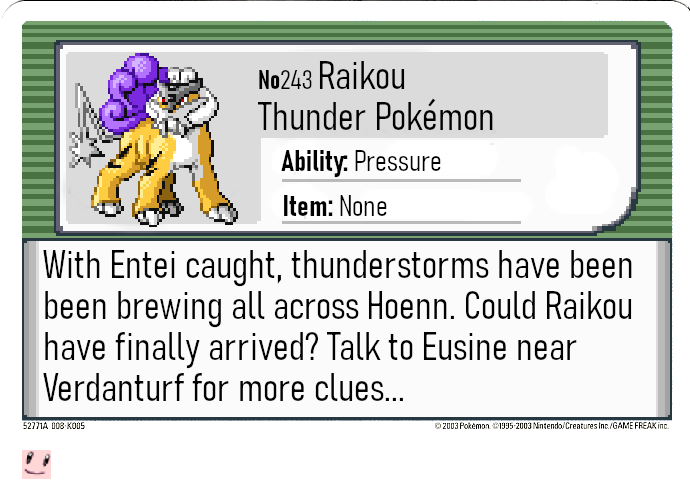 No243 Raikou
Thunder Pokémon
Ability: Pressure
Item: None
With Entei caught, thunderstorms have been
been brewing all across Hoenn. Could Raikou
have finally arrived? Talk to Eusine near
Verdanturf for more clues...
52771A 008-K005
© 2003 Pokémon. ©1995-2003 Nintendo/Creatures Inc./GAME FREAK inc.